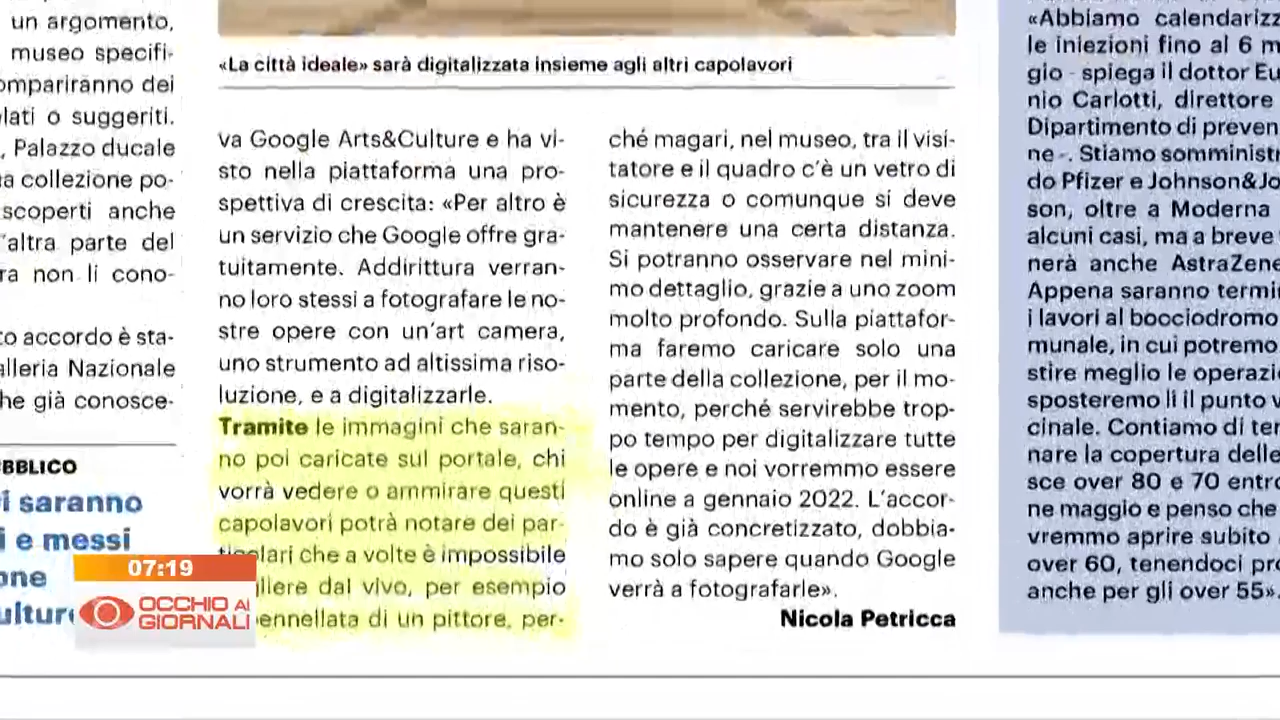 un argomento,
museo specifi-
ompariranno dei
lati o suggeriti.
, Palazzo ducale
a collezione po-
scoperti anche
'altra parte del
ra non li cono-
to accordo è sta-
alleria Nazionale
he già conosce-
BBLICO
i saranno
i e messi
one
ultur
«La città ideale» sarà digitalizzata insieme agli altri capolavori
va Google Arts&Culture e ha vi-
sto nella piattaforma una pro-
spettiva di crescita: «Per altro è
un servizio che Google offre gra-
tuitamente. Addirittura verran-
no loro stessi a fotografare le no-
stre opere con un'art camera,
uno strumento ad altissima riso-
luzione, e a digitalizzarle.
Tramite le immagini che saran-
no poi caricate sul portale, chi
vorrà vedere o ammirare questi
capolavori potrà notare dei par-
ticolari che a volte è impossibile
gliere dal vivo, per esempio
pennellata di un pittore, per-
ché magari, nel museo, tra il visi-
tatore e il quadro c'è un vetro di
sicurezza o comunque si deve
mantenere una certa distanza.
Si potranno osservare nel mini-
mo dettaglio, grazie a uno zoom
molto profondo. Sulla piattafor-
ma faremo caricare solo una
parte della collezione, per il mo-
mento, perché servirebbe trop-
po tempo per digitalizzare tutte
le opere e noi vorremmo essere
online a gennaio 2022. L'accor-
do è già concretizzato, dobbia-
mo solo sapere quando Google
verrà a fotografarle».
Nicola Petricca
«Abbiamo calendarizz
le iniezioni fino al 6 m
gio - spiega il dottor Eu
nio Carlotti, direttore
Dipartimento di preven
ne -. Stiamo somministr
do Pfizer e Johnson&Jo
son, oltre a Moderna
alcuni casi, ma a breve
nerà anche AstraZene
Appena saranno termi
i lavori al bocciodromo
munale, in cui potremo
stire meglio le operazio
sposteremo lì il punto v
cinale. Contiamo di ter
nare la copertura delle
sce over 80 e 70 entro
ne maggio e penso che
vremmo aprire subito
over 60, tenendoci pro
anche per gli over 55».
07:19
OCCHIO AI
GIORNALI